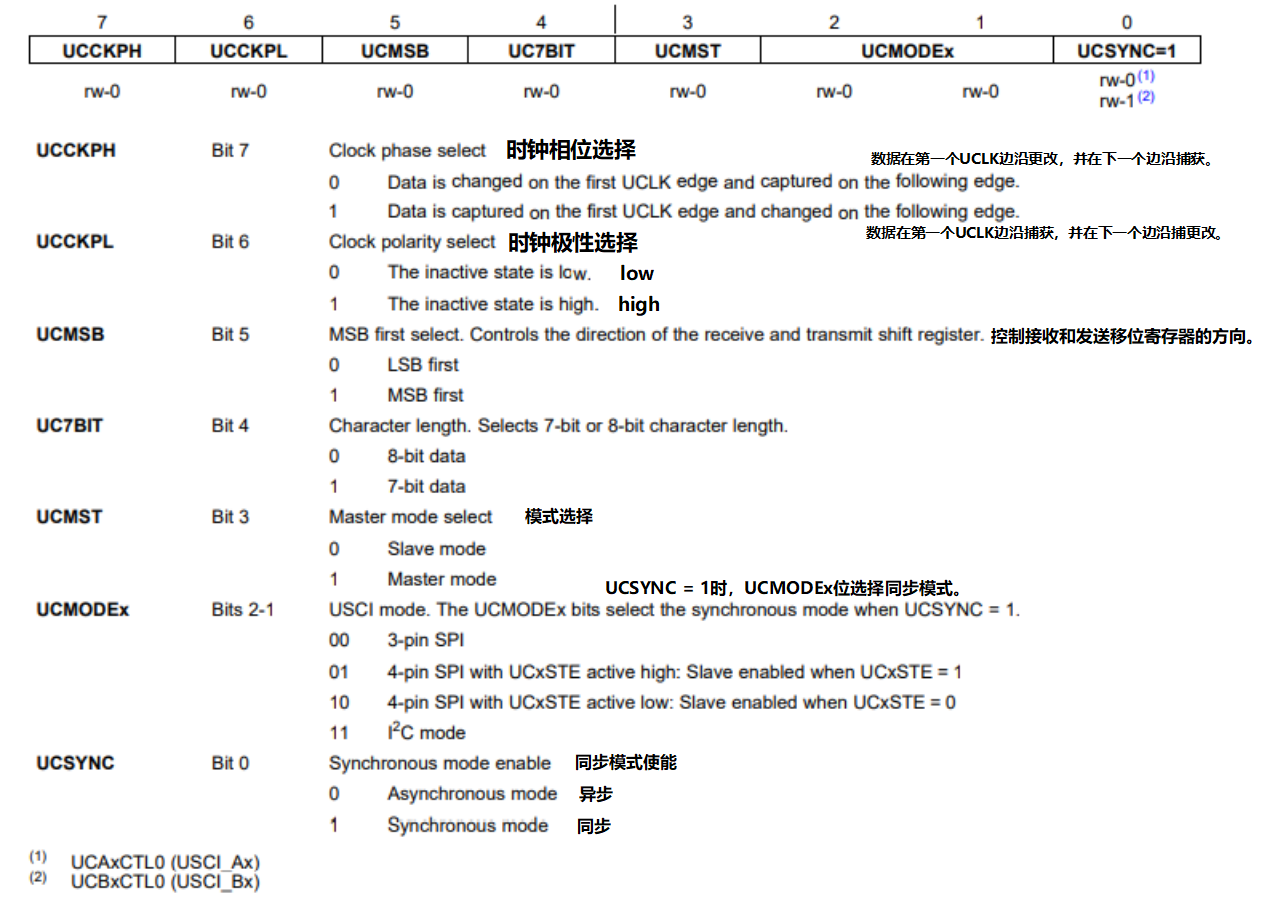 7 6 5 4 3 2 1 0
UCCKPH UCCKPL UCMSB UC7BIT UCMST UCMODEx UCSYNC=1
rw-0 rw-0 rw-0 rw-0 rw-0 rw-0 rw-0 rw-0(1)
rw-1(2)
UCCKPH Bit 7 Clock phase select 时钟相位选择
数据在第一个UCLK边沿更改，并在下一个边沿捕获。
0 Data is changed on the first UCLK edge and captured on the following edge.
1 Data is captured on the first UCLK edge and changed on the following edge.
数据在第一个UCLK边沿捕获，并在下一个边沿捕更改。
UCCKPL Bit 6 Clock polarity select 时钟极性选择
0 The inactive state is low. low
1 The inactive state is high. high
UCMSB Bit 5 MSB first select. Controls the direction of the receive and transmit shift register. 控制接收和发送移位寄存器的方向。
0 LSB first
1 MSB first
UC7BIT Bit 4 Character length. Selects 7-bit or 8-bit character length.
0 8-bit data
1 7-bit data
UCMST Bit 3 Master mode select 模式选择
0 Slave mode
1 Master mode
UCSYNC = 1时，UCMODEx位选择同步模式。
UCMODEx Bits 2-1 USCI mode. The UCMODEx bits select the synchronous mode when UCSYNC = 1.
00 3-pin SPI
01 4-pin SPI with UCxSTE active high: Slave enabled when UCxSTE = 1
10 4-pin SPI with UCxSTE active low: Slave enabled when UCxSTE = 0
11 I2C mode
UCSYNC Bit 0 Synchronous mode enable 同步模式使能
0 Asynchronous mode 异步
1 Synchronous mode 同步
(1) UCAxCTL0 (USCI_Ax)
(2) UCBxCTL0 (USCI_Bx)